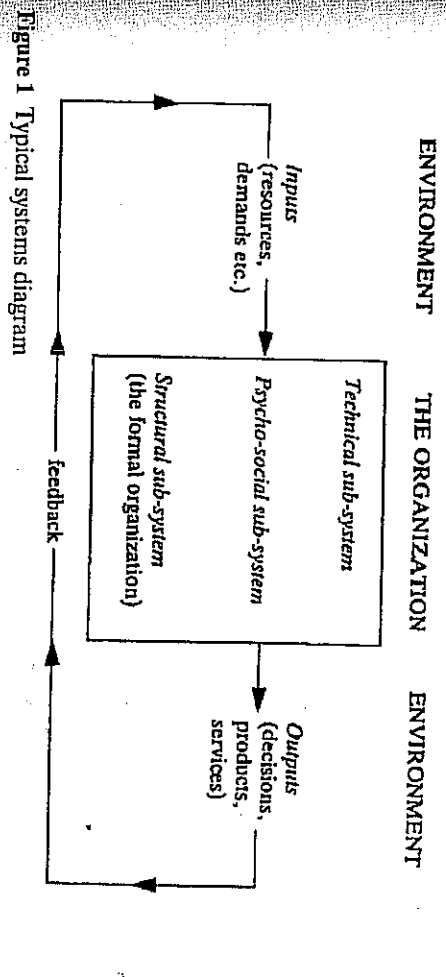 ENVIRONMENT THE ORGANIZATION ENVIRONMENT
Inputs
(resources,
demands etc.)
Technical sub-system
Psycho-social sub-system
Structural sub-system
(the formal organization)
Outputs
(decisions,
products,
services)
feedback
Figure 1 Typical systems diagram